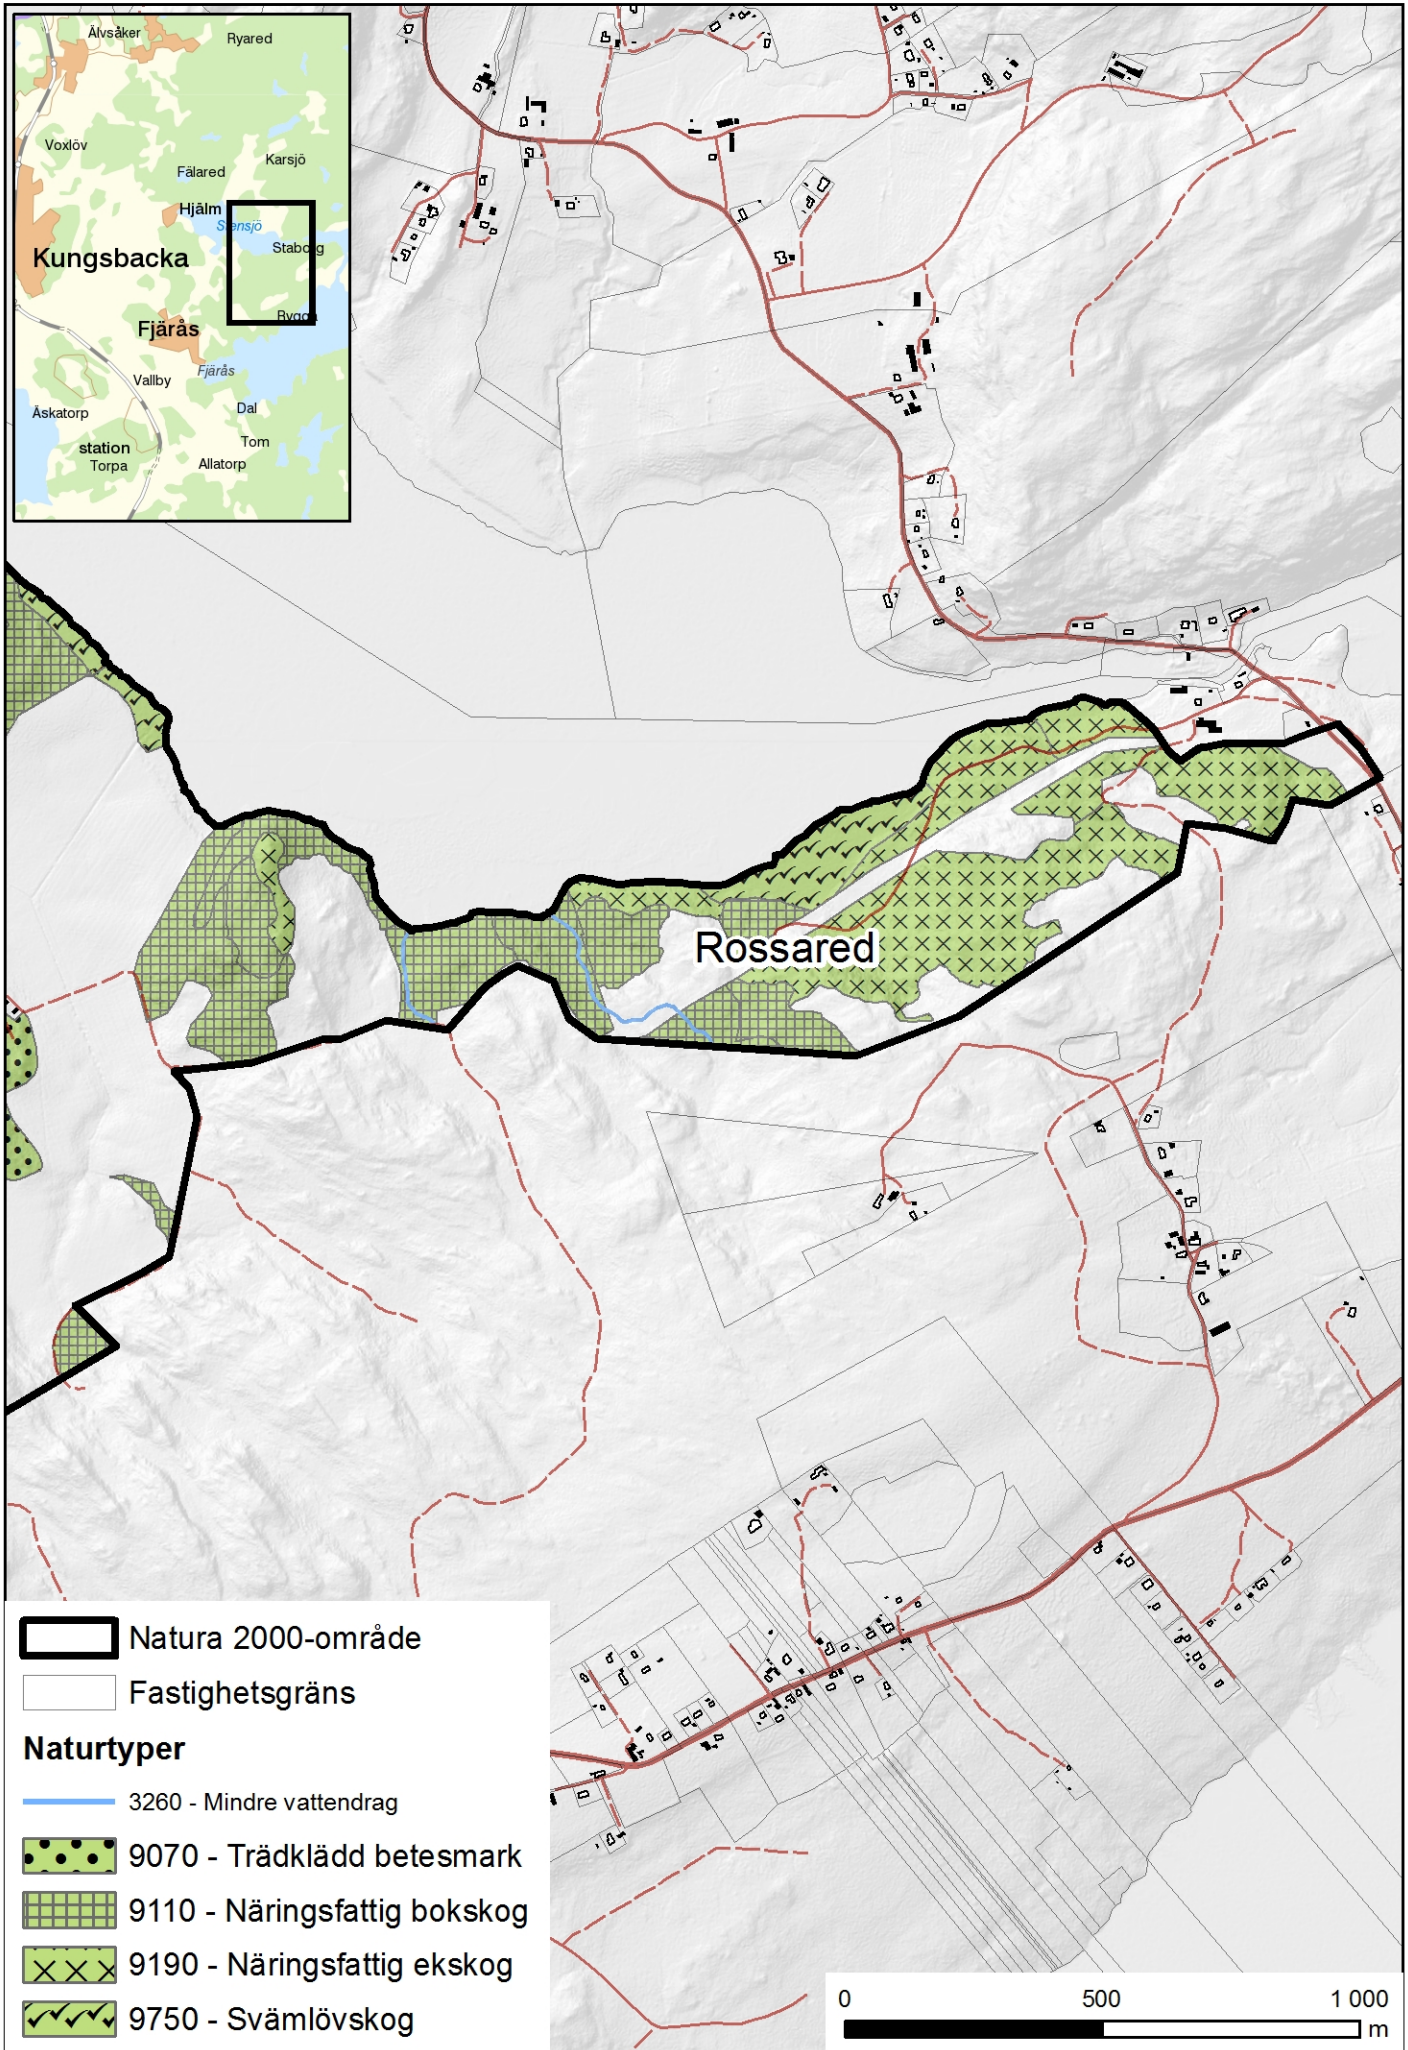 Älvsåker
Ryared
Voxlöv
Karsjö
Fälared
Hjälm
Stensjö
Staborg
Kungsbacka
Rygga
Fjärås
Fjärås
Vallby
Dal
Åskatorp
Tom
station
Torpa
Allatorp
Rossared
Natura 2000-område
Fastighetsgräns
Naturtyper
3260 - Mindre vattendrag
9070 - Trädklädd betesmark
9110 - Näringsfattig bokskog
9190 - Näringsfattig ekskog
9750 - Svämlövskog
0 500 1 000
m